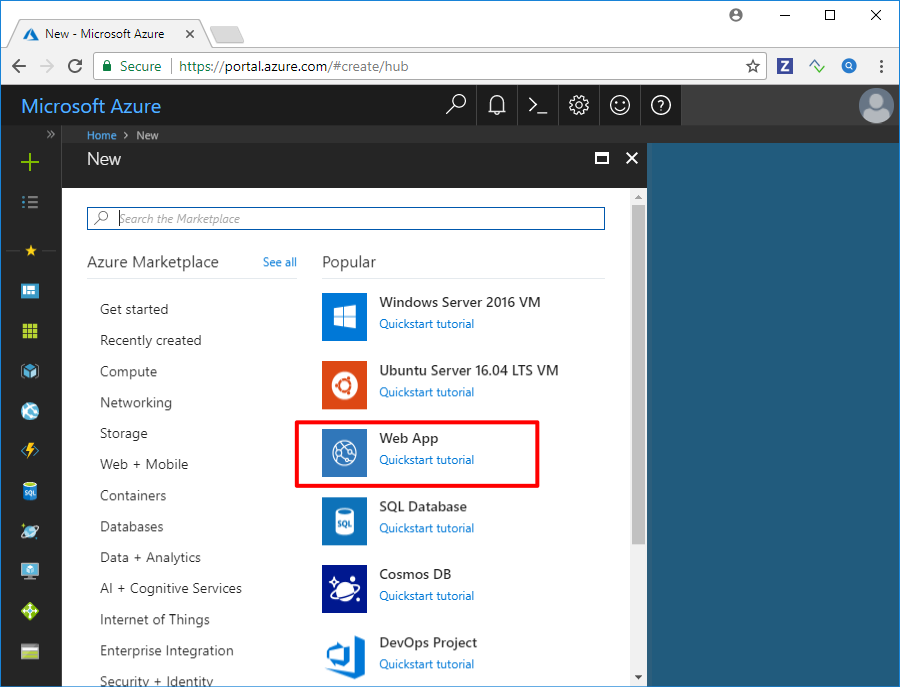 New - Microsoft Azure
Secure https://portal.azure.com/#create/hub
Microsoft Azure
Home > New
New
Search the Marketplace
Azure Marketplace
See all
Get started
Recently created
Compute
Networking
Storage
Web + Mobile
Containers
Databases
Data + Analytics
AI + Cognitive Services
Internet of Things
Enterprise Integration
Security + Identity
Popular
Windows Server 2016 VM
Quickstart tutorial
Ubuntu Server 16.04 LTS VM
Quickstart tutorial
Web App
Quickstart tutorial
SQL
SQL Database
Quickstart tutorial
Cosmos DB
Quickstart tutorial
DevOps Project
Quickstart tutorial
SQL
Z